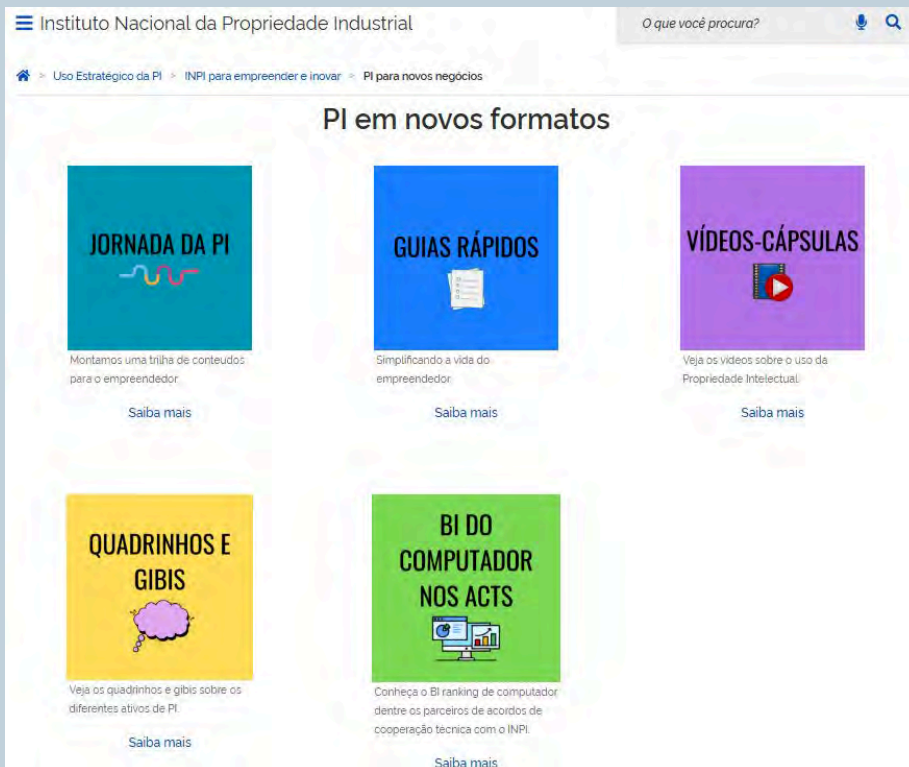 Instituto Nacional da Propriedade Industrial
O que você procura?
> Uso Estratégico da PI > INPI para empreender e inovar > PI para novos negócios
PI em novos formatos
JORNADA DA PI
Montamos uma trilha de conteudos
para o empreendedor
Saiba mais
GUIAS RÁPIDOS
Simplificando a vida do
empreendedor
Saiba mais
VÍDEOS-CÁPSULAS
Veja os videos sobre o uso da
Propriedade Intelectual.
Saiba mais
QUADRINHOS E
GIBIS
Veja os quadrinhos e gibis sobre os
diferentes ativos de PI.
Saiba mais
BI DO
COMPUTADOR
NOS ACTS
Conheça o BI ranking de computador
dentre os parceiros de acordos de
cooperação tecnica com o INPI.
Saiba mais